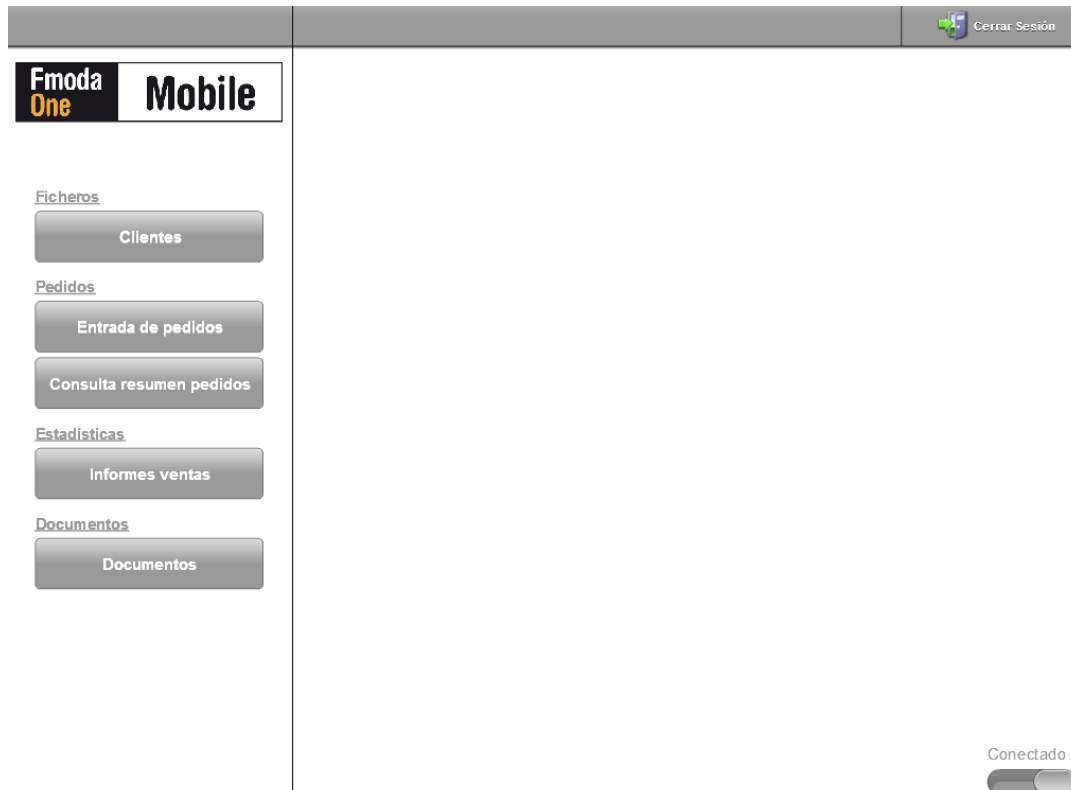 Cerrar Sesión
Fmoda
One
Mobile
Ficheros
Clientes
Pedidos
Entrada de pedidos
Consulta resumen pedidos
Estadísticas
Informes ventas
Documentos
Documentos
Conectado